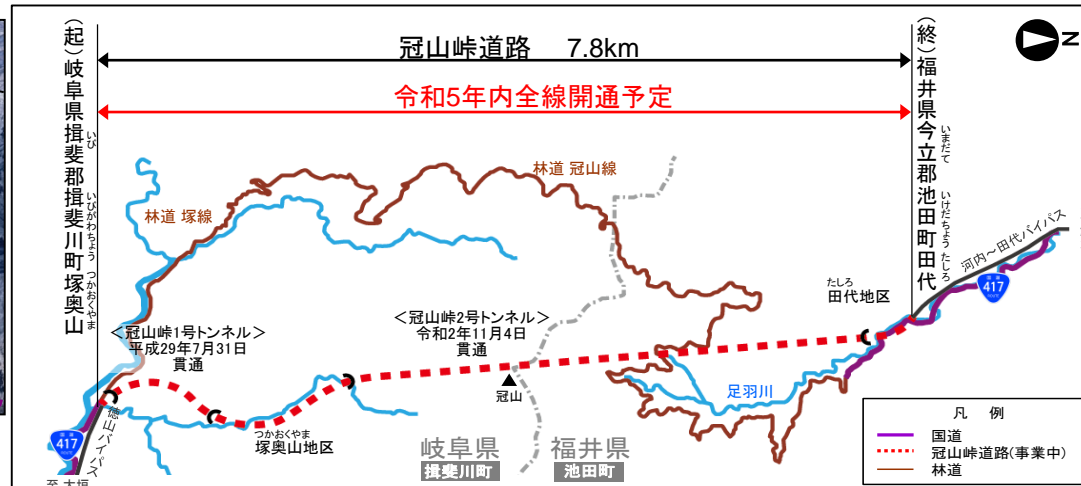 (起)岐阜県揖斐郡揖斐川町塚奥山
いび
いびがわちょう
つかおくやま
冠山峠道路 7.8km
令和5年内全線開通予定
(終)福井県今立郡池田町田代
いまだて
いけだちょう
たしろ
N
林道 塚線
林道 冠山線
河内~田代バイパス
国道
417
ROUTE
たしろ
田代地区
<冠山峠1号トンネル>
平成29年7月31日
貫通
<冠山峠2号トンネル>
令和2年11月4日
貫通
冠山
足羽川
徳山バイパス
国道
417
ROUTE
至 大垣
つかおくやま
塚奥山地区
岐阜県
揖斐川町
福井県
池田町
凡 例
国道
冠山峠道路(事業中)
林道